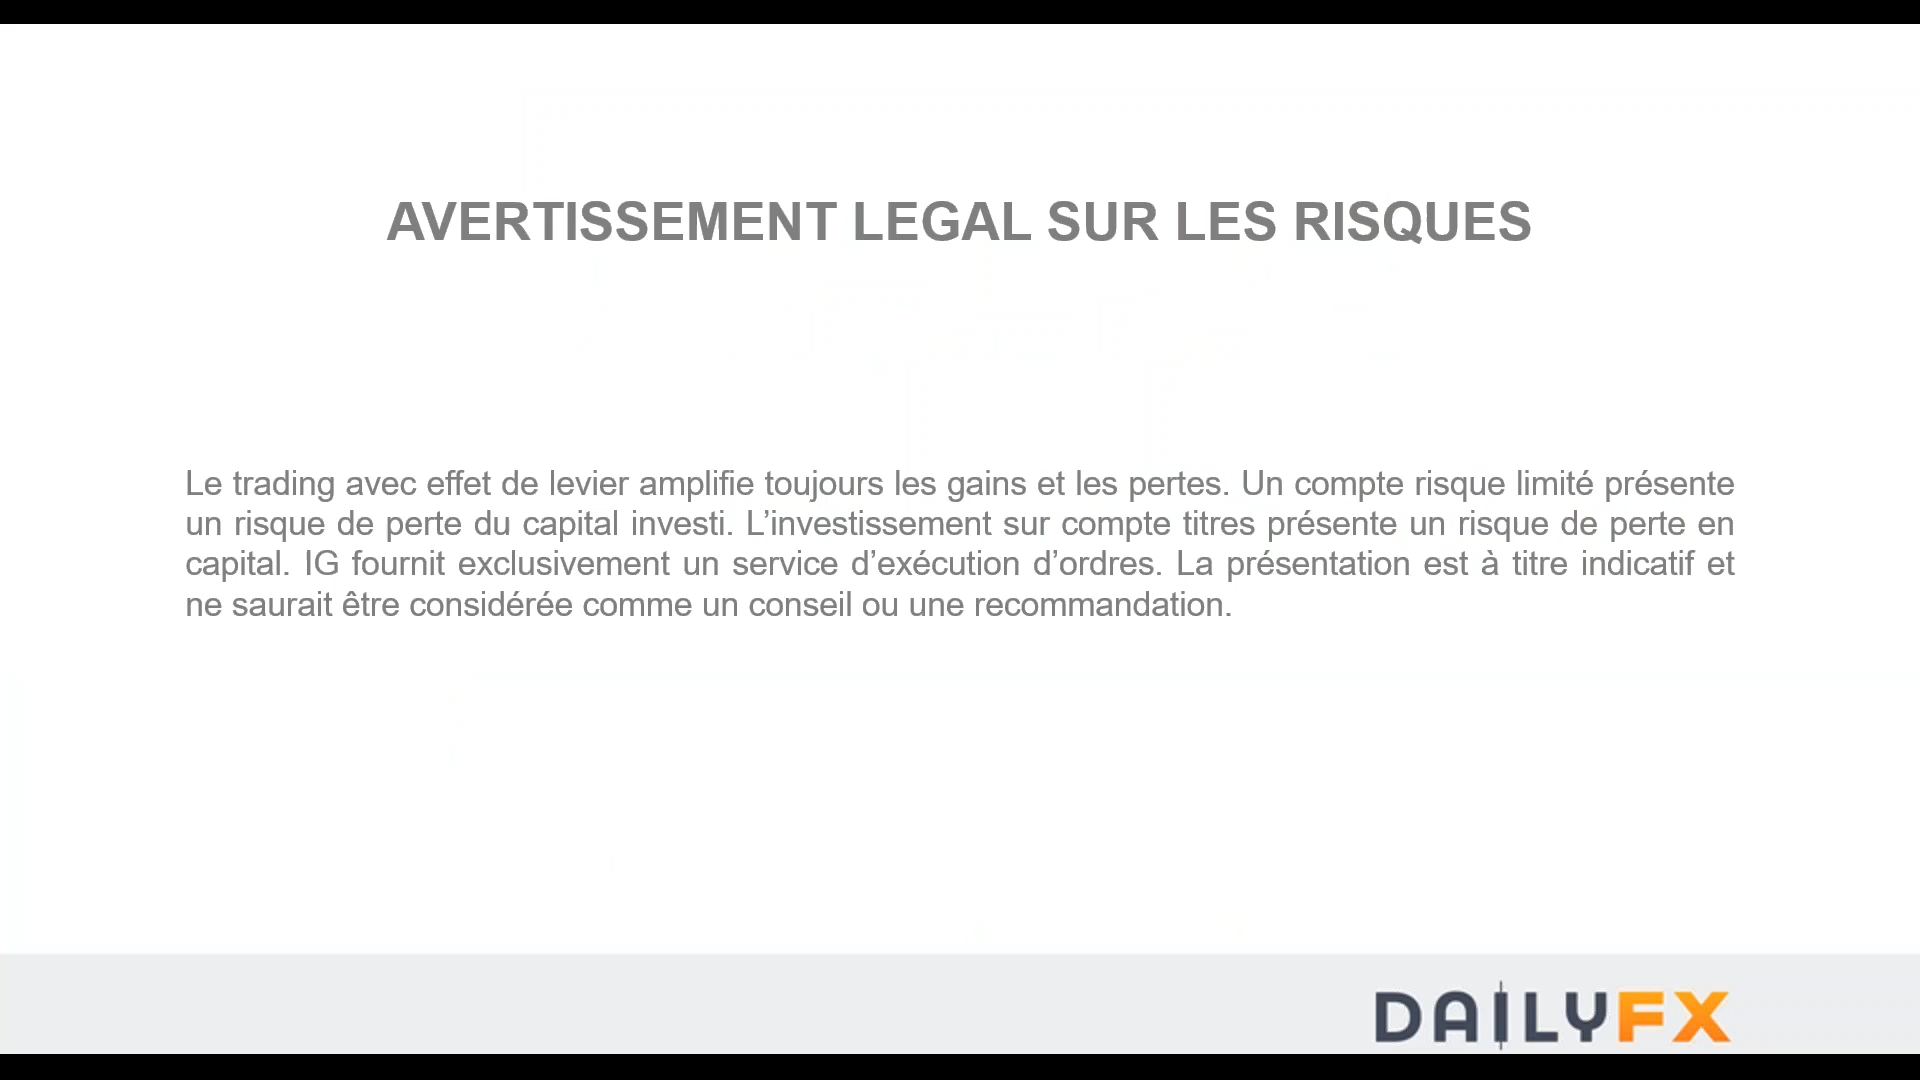 AVERTISSEMENT LEGAL SUR LES RISQUES
Le trading avec effet de levier amplifie toujours les gains et les pertes. Un compte risque limité présente
un risque de perte du capital investi. L’investissement sur compte titres présente un risque de perte en
capital. IG fournit exclusivement un service d’exécution d’ordres. La présentation est à titre indicatif et
ne saurait être considérée comme un conseil ou une recommandation.
DAILYFX